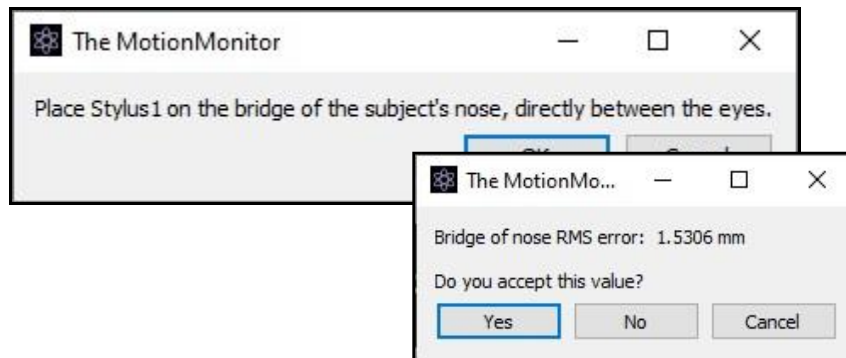 The MotionMonitor
Place Stylus1 on the bridge of the subject's nose, directly between the eyes.
The MotionMo...
Bridge of nose RMS error: 1.5306 mm
Do you accept this value?
Yes No Cancel